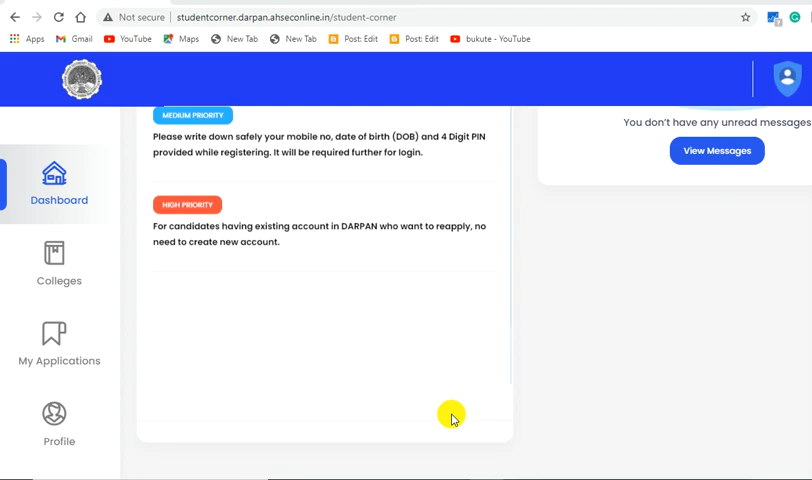 Not secure studentcorner.darpan.ahseconline.in/student-corner
Apps Gmail YouTube Maps New Tab New Tab Post: Edit Post: Edit bukute - YouTube
MEDIUM PRIORITY
Please write down safely your mobile no, date of birth (DOB) and 4 Digit PIN
provided while registering. It will be required further for login.
HIGH PRIORITY
For candidates having existing account in DARPAN who want to reapply, no
need to create new account.
You don't have any unread messages
View Messages
Dashboard
Colleges
My Applications
Profile